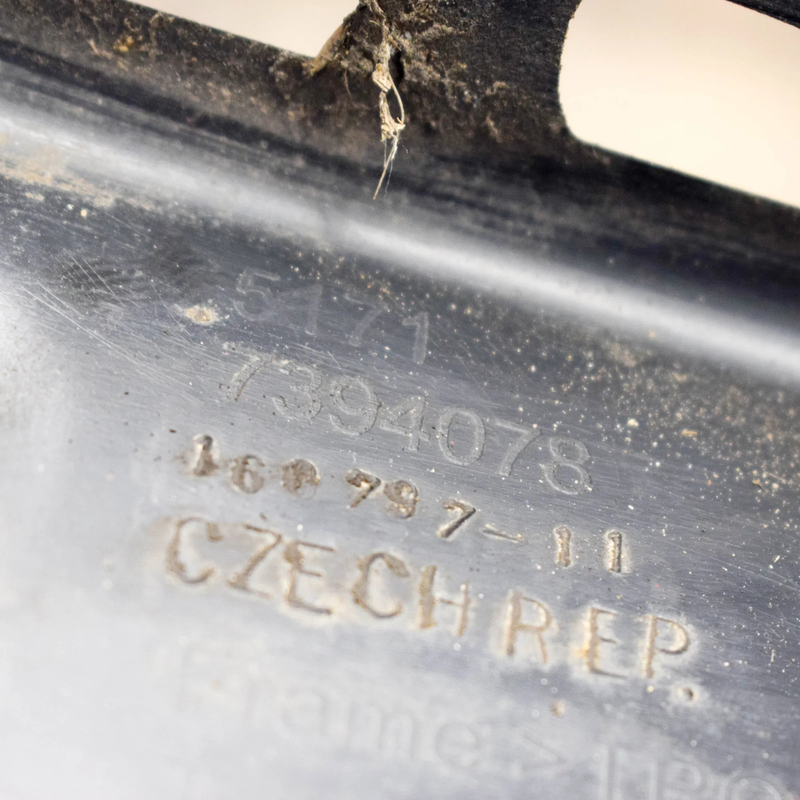 5171
7394078
160 797-11
CZECH REP.
Frame >